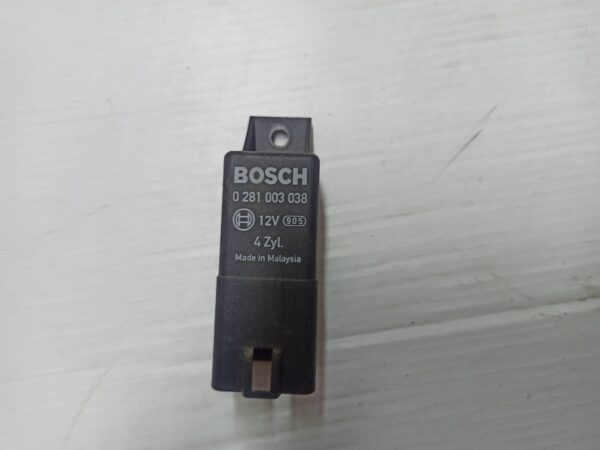 BOSCH
0 281 003 038
12V 905
4 Zyl.
Made in Malaysia